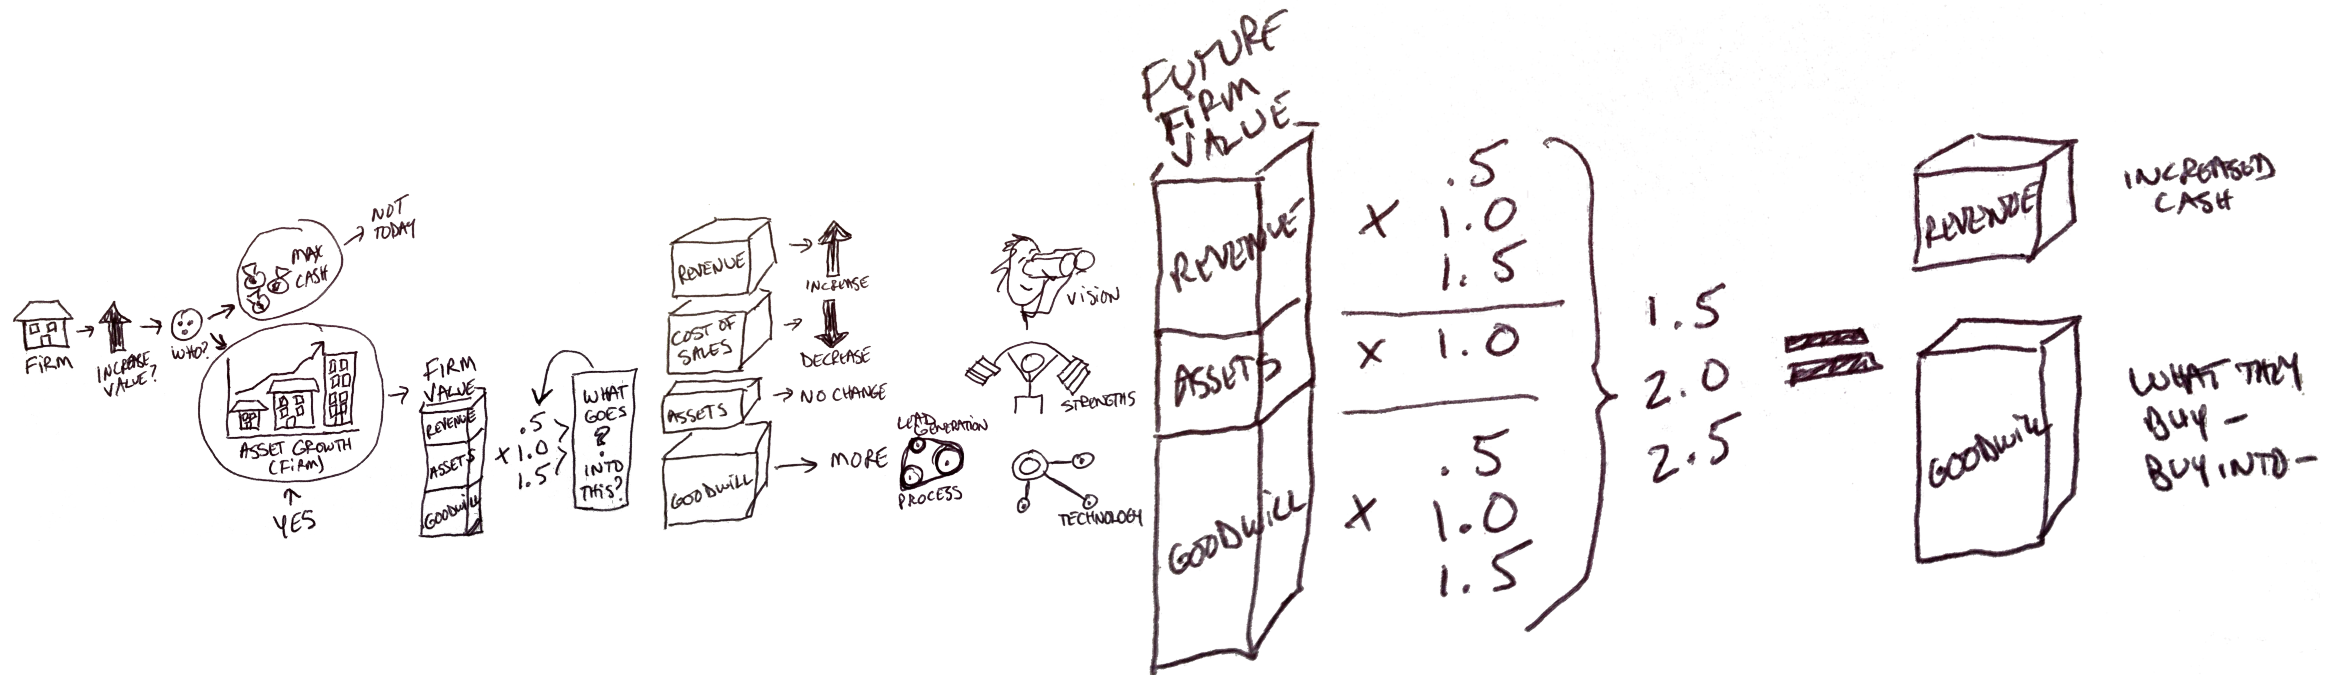 FIRM
INCREASE
VALUE?
WHO?
MAX
CASH
NOT
TODAY
ASSET GROWTH
(FIRM)
YES
FIRM
VALUE
REVENUE
ASSETS
GOODWILL
.5
x 1.0
1.5
WHAT
GOES
?
INTO
THIS?
REVENUE
INCREASE
COST OF
SALES
DECREASE
ASSETS
NO CHANGE
GOODWILL
MORE
LEAD
GENERATION
PROCESS
VISION
STRENGTHS
TECHNOLOGY
FUTURE
FIRM
VALUE
REVENUE
ASSETS
GOODWILL
.5
x 1.0
1.5
x 1.0
.5
x 1.0
1.5
1.5
2.0
2.5
=
REVENUE
INCREASED
CASH
GOODWILL
WHAT THEY
BUY -
BUY INTO -